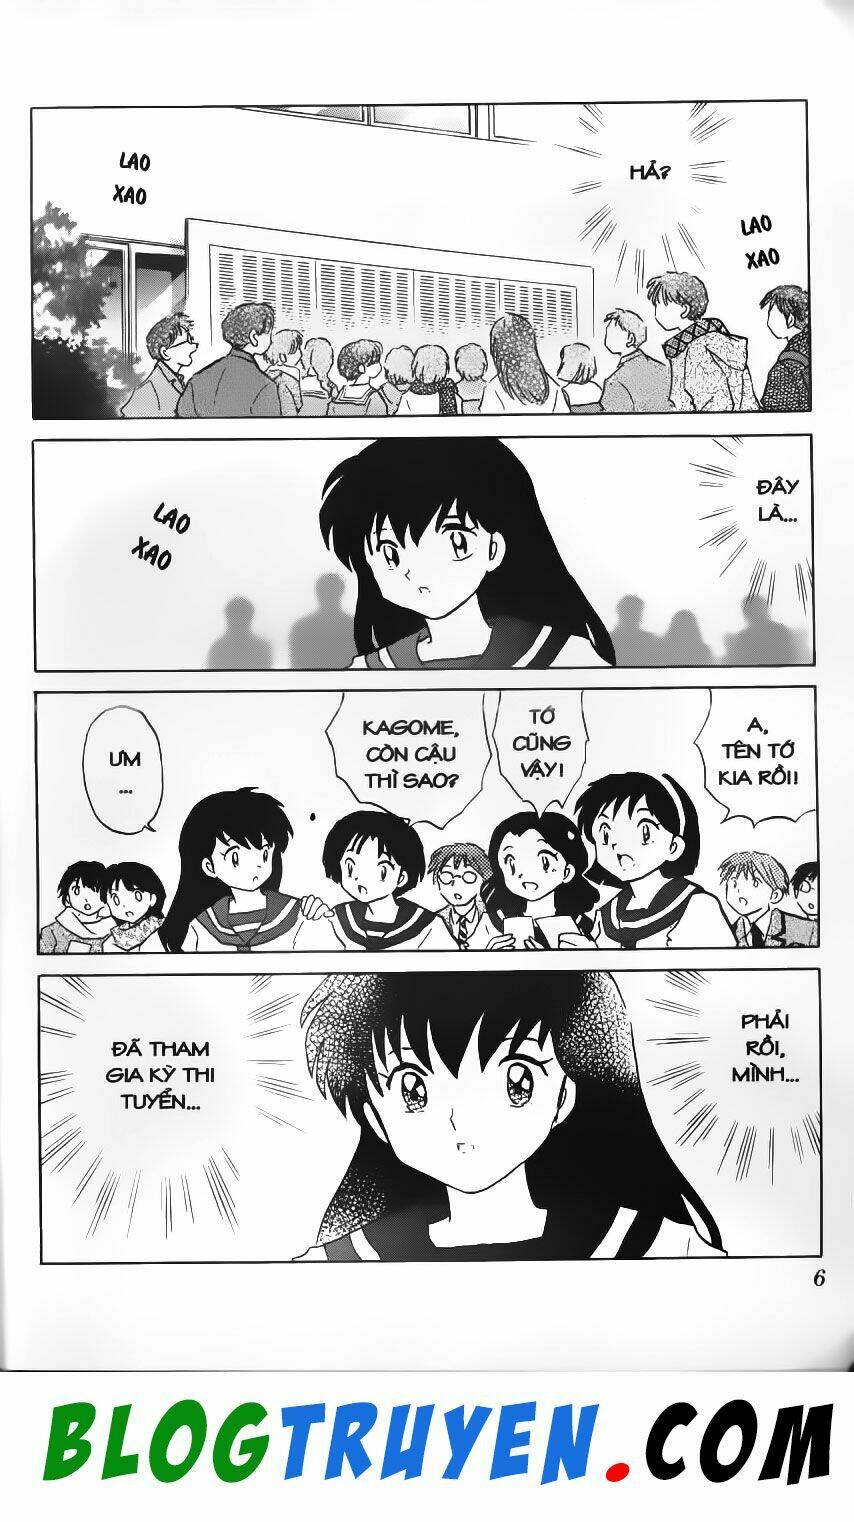 HẢ?
LAO
XAO
LAO
XAO
ĐÂY
LÀ...
LAO
XAO
A,
TÊN TỚ
KIA RỒI!
TỚ
CŨNG
VẬY!
KAGOME,
CÒN CẬU
THÌ SAO?
ƯM
...
PHẢI
RỒI,
MÌNH...
ĐÃ THAM
GIA KỲ THI
TUYỂN...
6
BLOGTRUYEN.COM